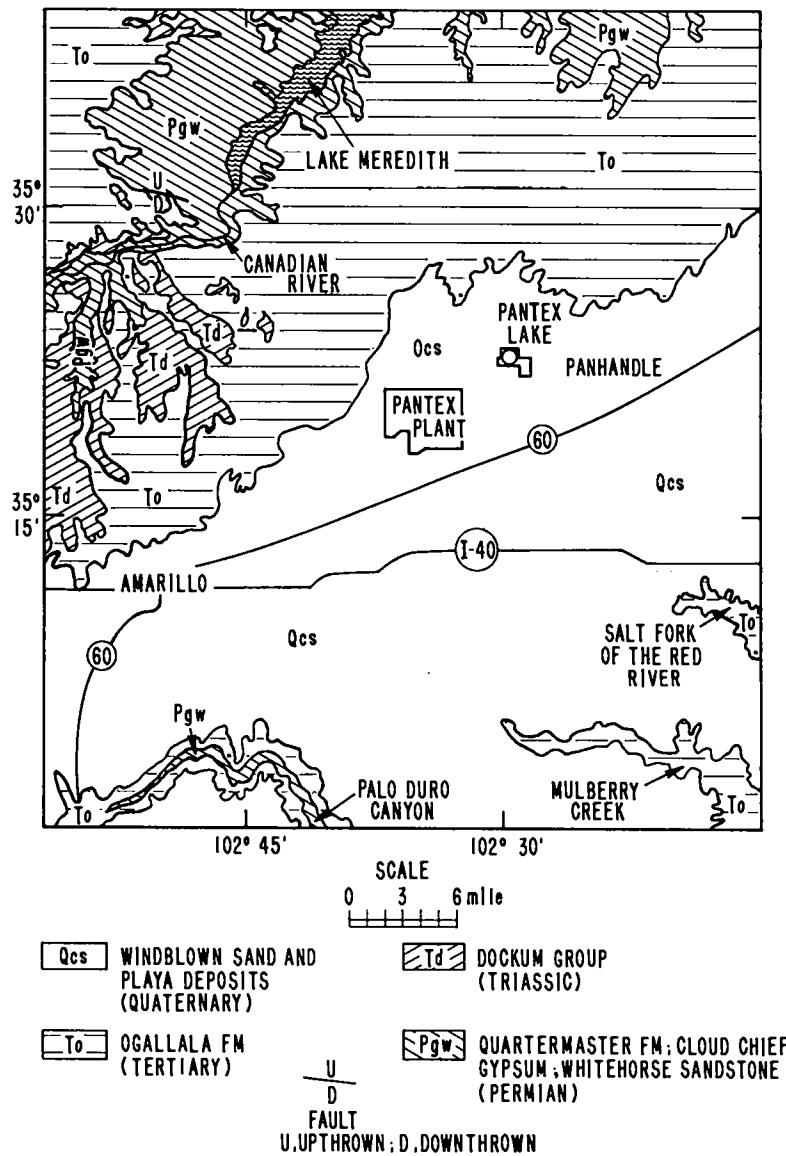 To
Pgw
Pgw
LAKE MEREDITH
To
35°
30'
U
D
CANADIAN
RIVER
PANTEX
LAKE
Td
Pgw
Td
Qcs
PANHANDLE
PANTEX
PLANT
60
Qcs
Td
To
35°
15'
I-40
AMARILLO
To
SALT FORK
OF THE RED
RIVER
Qcs
60
Pgw
PALO DURO
CANYON
MULBERRY
CREEK
To
To
102° 45'
102° 30'
SCALE
0 3 6 mile
Qcs WINDBLOWN SAND AND
PLAYA DEPOSITS
(QUATERNARY)
Td DOCKUM GROUP
(TRIASSIC)
To OGALLALA FM
(TERTIARY)
Pgw QUARTERMASTER FM; CLOUD CHIEF
GYPSUM; WHITEHORSE SANDSTONE
(PERMIAN)
U
D
FAULT
U,UPTHROWN; D,DOWNTHROWN